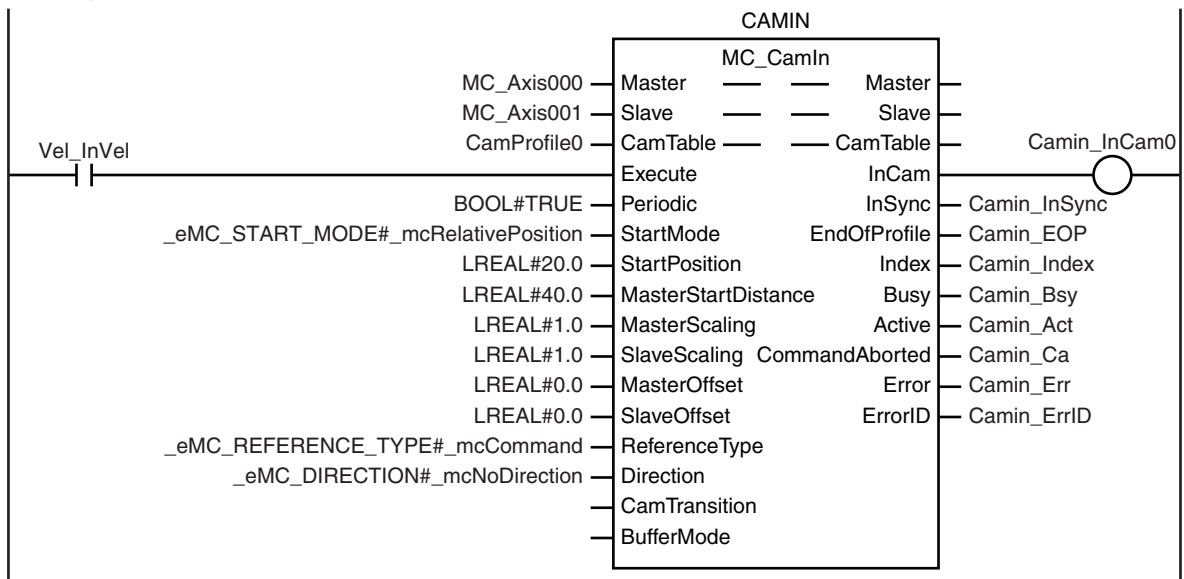 CAMIN
MC_CamIn
MC_Axis000 Master Master
MC_Axis001 Slave Slave
CamProfile0 CamTable CamTable Camin_InCam0
Vel_InVel Execute InCam
BOOL#TRUE Periodic InSync Camin_InSync
_eMC_START_MODE#_mcRelativePosition StartMode EndOfProfile Camin_EOP
LREAL#20.0 StartPosition Index Camin_Index
LREAL#40.0 MasterStartDistance Busy Camin_Bsy
LREAL#1.0 MasterScaling Active Camin_Act
LREAL#1.0 SlaveScaling CommandAborted Camin_Ca
LREAL#0.0 MasterOffset Error Camin_Err
LREAL#0.0 SlaveOffset ErrorID Camin_ErrID
_eMC_REFERENCE_TYPE#_mcCommand ReferenceType
_eMC_DIRECTION#_mcNoDirection Direction
CamTransition
BufferMode